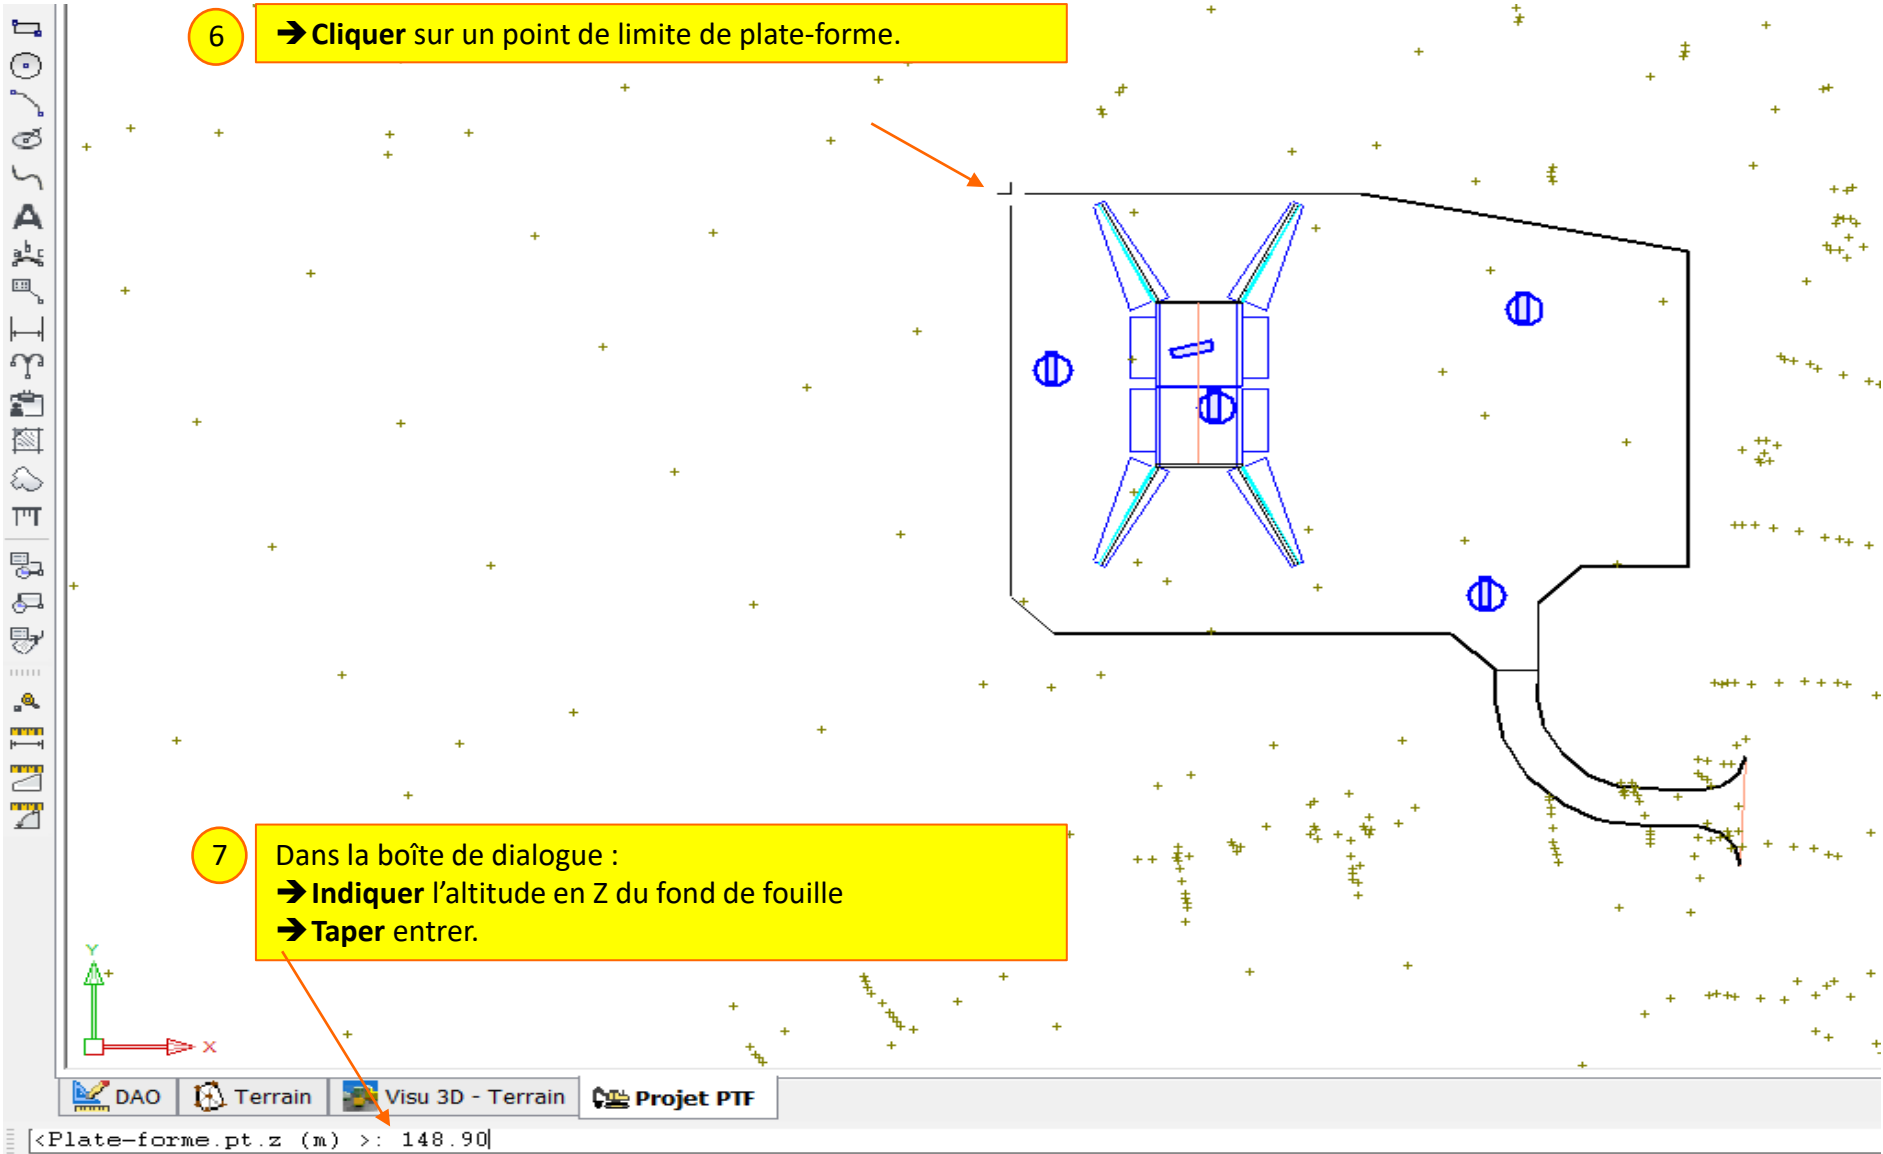 6
➔ Cliquer sur un point de limite de plate-forme.
7
Dans la boîte de dialogue :
➔ Indiquer l’altitude en Z du fond de fouille
➔ Taper entrer.
Y
X
DAO
Terrain
Visu 3D - Terrain
Projet PTF
<Plate-forme.pt.z (m) >: 148.90